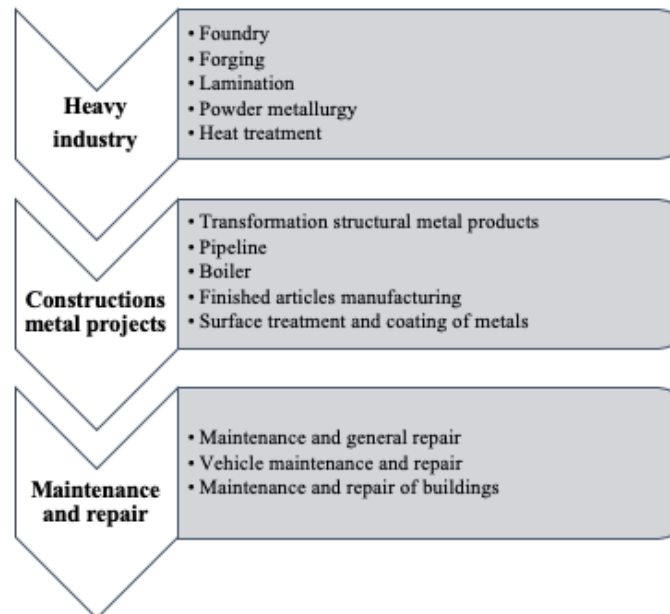 Heavy
industry
• Foundry
• Forging
• Lamination
• Powder metallurgy
• Heat treatment
Constructions
metal projects
• Transformation structural metal products
• Pipeline
• Boiler
• Finished articles manufacturing
• Surface treatment and coating of metals
Maintenance
and repair
• Maintenance and general repair
• Vehicle maintenance and repair
• Maintenance and repair of buildings